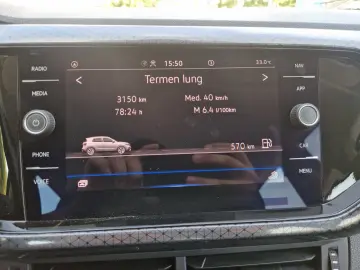 15:50
23.0°C
RADIO
Termen lung
NAV
MEDIA
3150 km
Med. 40 km/h
APP
78:24 h
M 6.4 l/100km
PHONE
570 km
CAR
VOICE
MENU